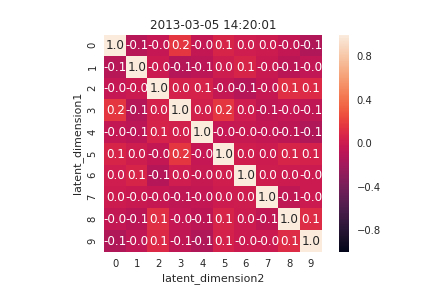 2013-03-05 14:20:01
latent_dimension1
0 1.0 -0.1 -0.0 0.2 -0.0 0.1 0.0 0.0 -0.0 -0.1
1 -0.1 1.0 -0.0 -0.1 -0.1 0.0 0.1 -0.0 -0.1 -0.0
2 -0.0 -0.0 1.0 0.0 0.1 -0.0 -0.1 -0.0 0.1 0.1
3 0.2 -0.1 0.0 1.0 0.0 0.2 0.0 -0.1 -0.0 -0.1
4 -0.0 -0.1 0.1 0.0 1.0 -0.0 -0.0 -0.0 -0.1 -0.1
5 0.1 0.0 -0.0 0.2 -0.0 1.0 0.0 0.0 0.1 0.1
6 0.0 0.1 -0.1 0.0 -0.0 0.0 1.0 0.0 0.0 -0.0
7 0.0 -0.0 -0.0 -0.1 -0.0 0.0 0.0 1.0 -0.1 -0.0
8 -0.0 -0.1 0.1 -0.0 -0.1 0.1 0.0 -0.1 1.0 0.1
9 -0.1 -0.0 0.1 -0.1 -0.1 0.1 -0.0 -0.0 0.1 1.0
0 1 2 3 4 5 6 7 8 9
latent_dimension2
0.8
0.4
0.0
−0.4
−0.8